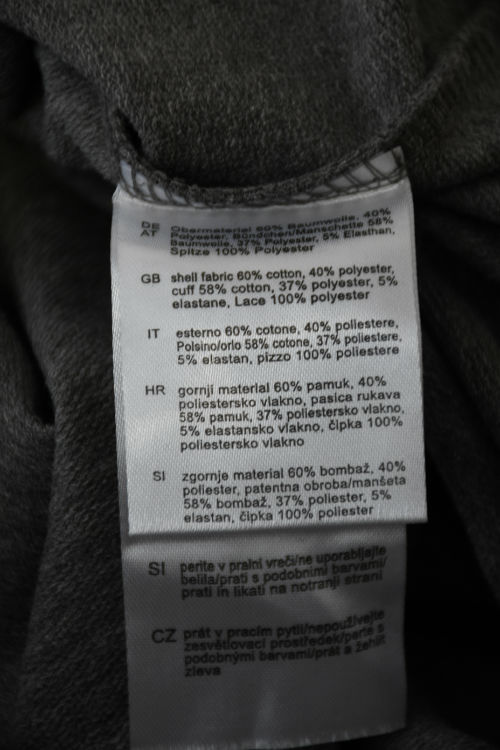 DE Obermaterial 60% Baumwolle, 40%
AT Polyester, Bündchen/Manschette 58%
Baumwolle, 37% Polyester, 5% Elasthan,
Spitze 100% Polyester
GB shell fabric 60% cotton, 40% polyester,
cuff 58% cotton, 37% polyester, 5%
elastane, Lace 100% polyester
IT esterno 60% cotone, 40% poliestere,
Polsino/orlo 58% cotone, 37% poliestere,
5% elastan, pizzo 100% poliestere
HR gornji material 60% pamuk, 40%
poliestersko vlakno, pasica rukava
58% pamuk, 37% poliestersko vlakno,
5% elastansko vlakno, čipka 100%
poliestersko vlakno
SI zgornje material 60% bombaž, 40%
poliester, patentna obroba/manšeta
58% bombaž, 37% poliester, 5%
elastan, čipka 100% poliester
SI perite v pralni vreči/ne uporabljajte
belila/prati s podobnimi barvami/
prati in likati na notranji strani
CZ prát v pracím pytli/nepoužívejte
zesvětlovací prostředek/perte s
podobnými barvami/prát a žehlit
zleva